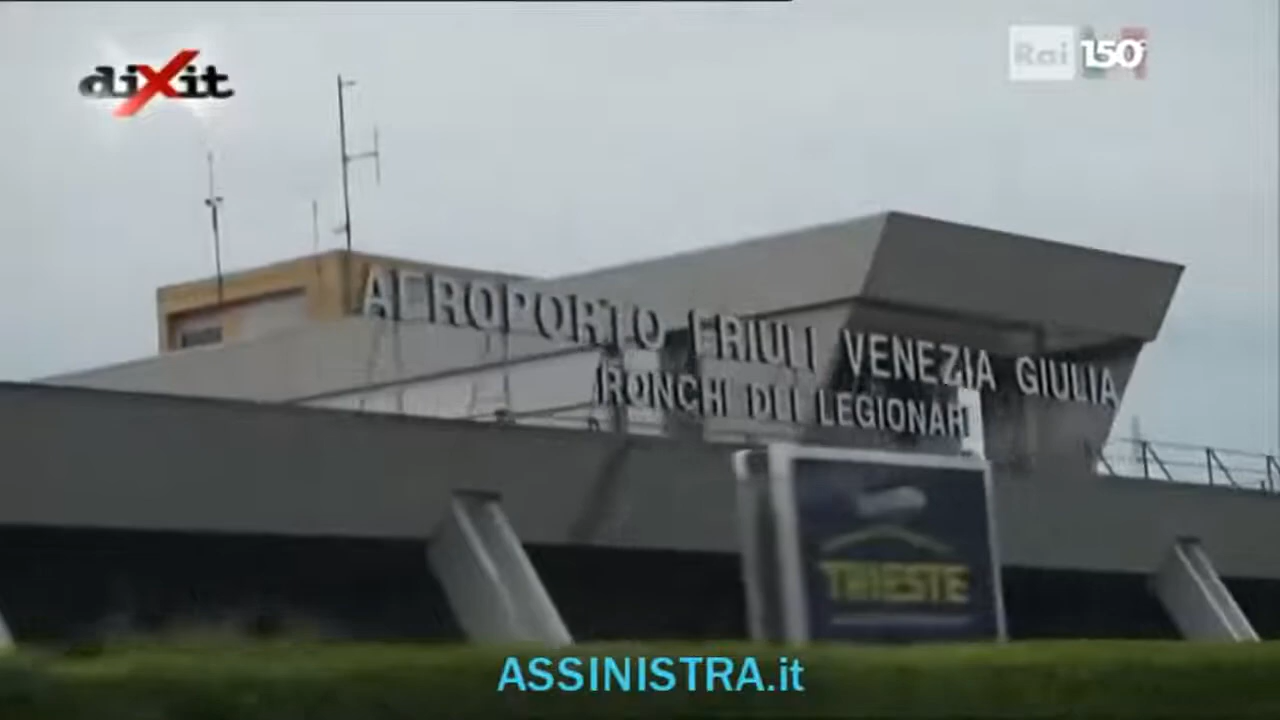 diXit
Rai 150°
AEROPORTO FRIULI VENEZIA GIULIA
RONCHI DEI LEGIONARI
TRIESTE
ASSINISTRA.it